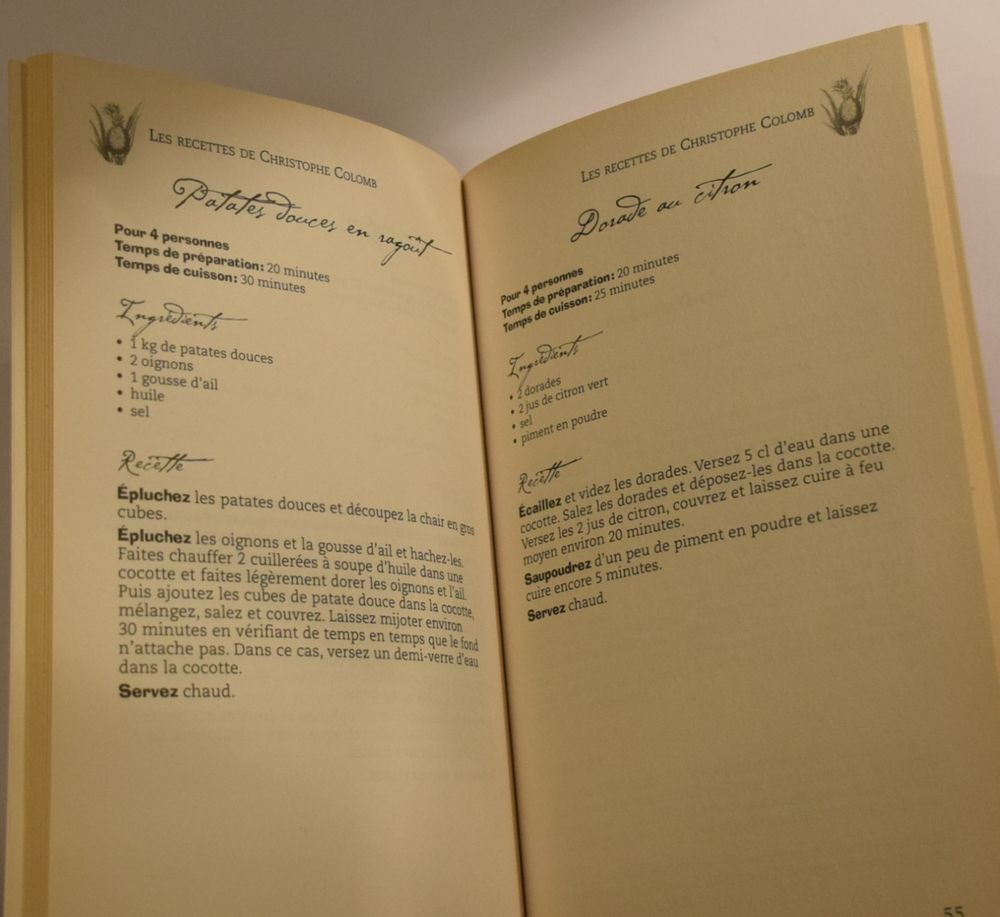 Les recettes de Christophe Colomb
Patates douces en ragoût
Pour 4 personnes
Temps de préparation : 20 minutes
Temps de cuisson : 30 minutes
Ingrédients
• 1 kg de patates douces
• 2 oignons
• 1 gousse d'ail
• huile
• sel
Recette
Épluchez les patates douces et découpez la chair en gros
cubes.
Épluchez les oignons et la gousse d'ail et hachez-les.
Faites chauffer 2 cuillerées à soupe d'huile dans une
cocotte et faites légèrement dorer les oignons et l'ail.
Puis ajoutez les cubes de patate douce dans la cocotte,
mélangez, salez et couvrez. Laissez mijoter environ
30 minutes en vérifiant de temps en temps que le fond
n'attache pas. Dans ce cas, versez un demi-verre d'eau
dans la cocotte.
Servez chaud.
Les recettes de Christophe Colomb
Dorade au citron
Pour 4 personnes
Temps de préparation : 20 minutes
Temps de cuisson : 25 minutes
Ingrédients
• 2 dorades
• 2 jus de citron vert
• sel
• piment en poudre
Recette
Écaillez et videz les dorades. Versez 5 cl d'eau dans une
cocotte. Salez les dorades et déposez-les dans la cocotte.
Versez les 2 jus de citron, couvrez et laissez cuire à feu
moyen environ 20 minutes.
Saupoudrez d'un peu de piment en poudre et laissez
cuire encore 5 minutes.
Servez chaud.
55